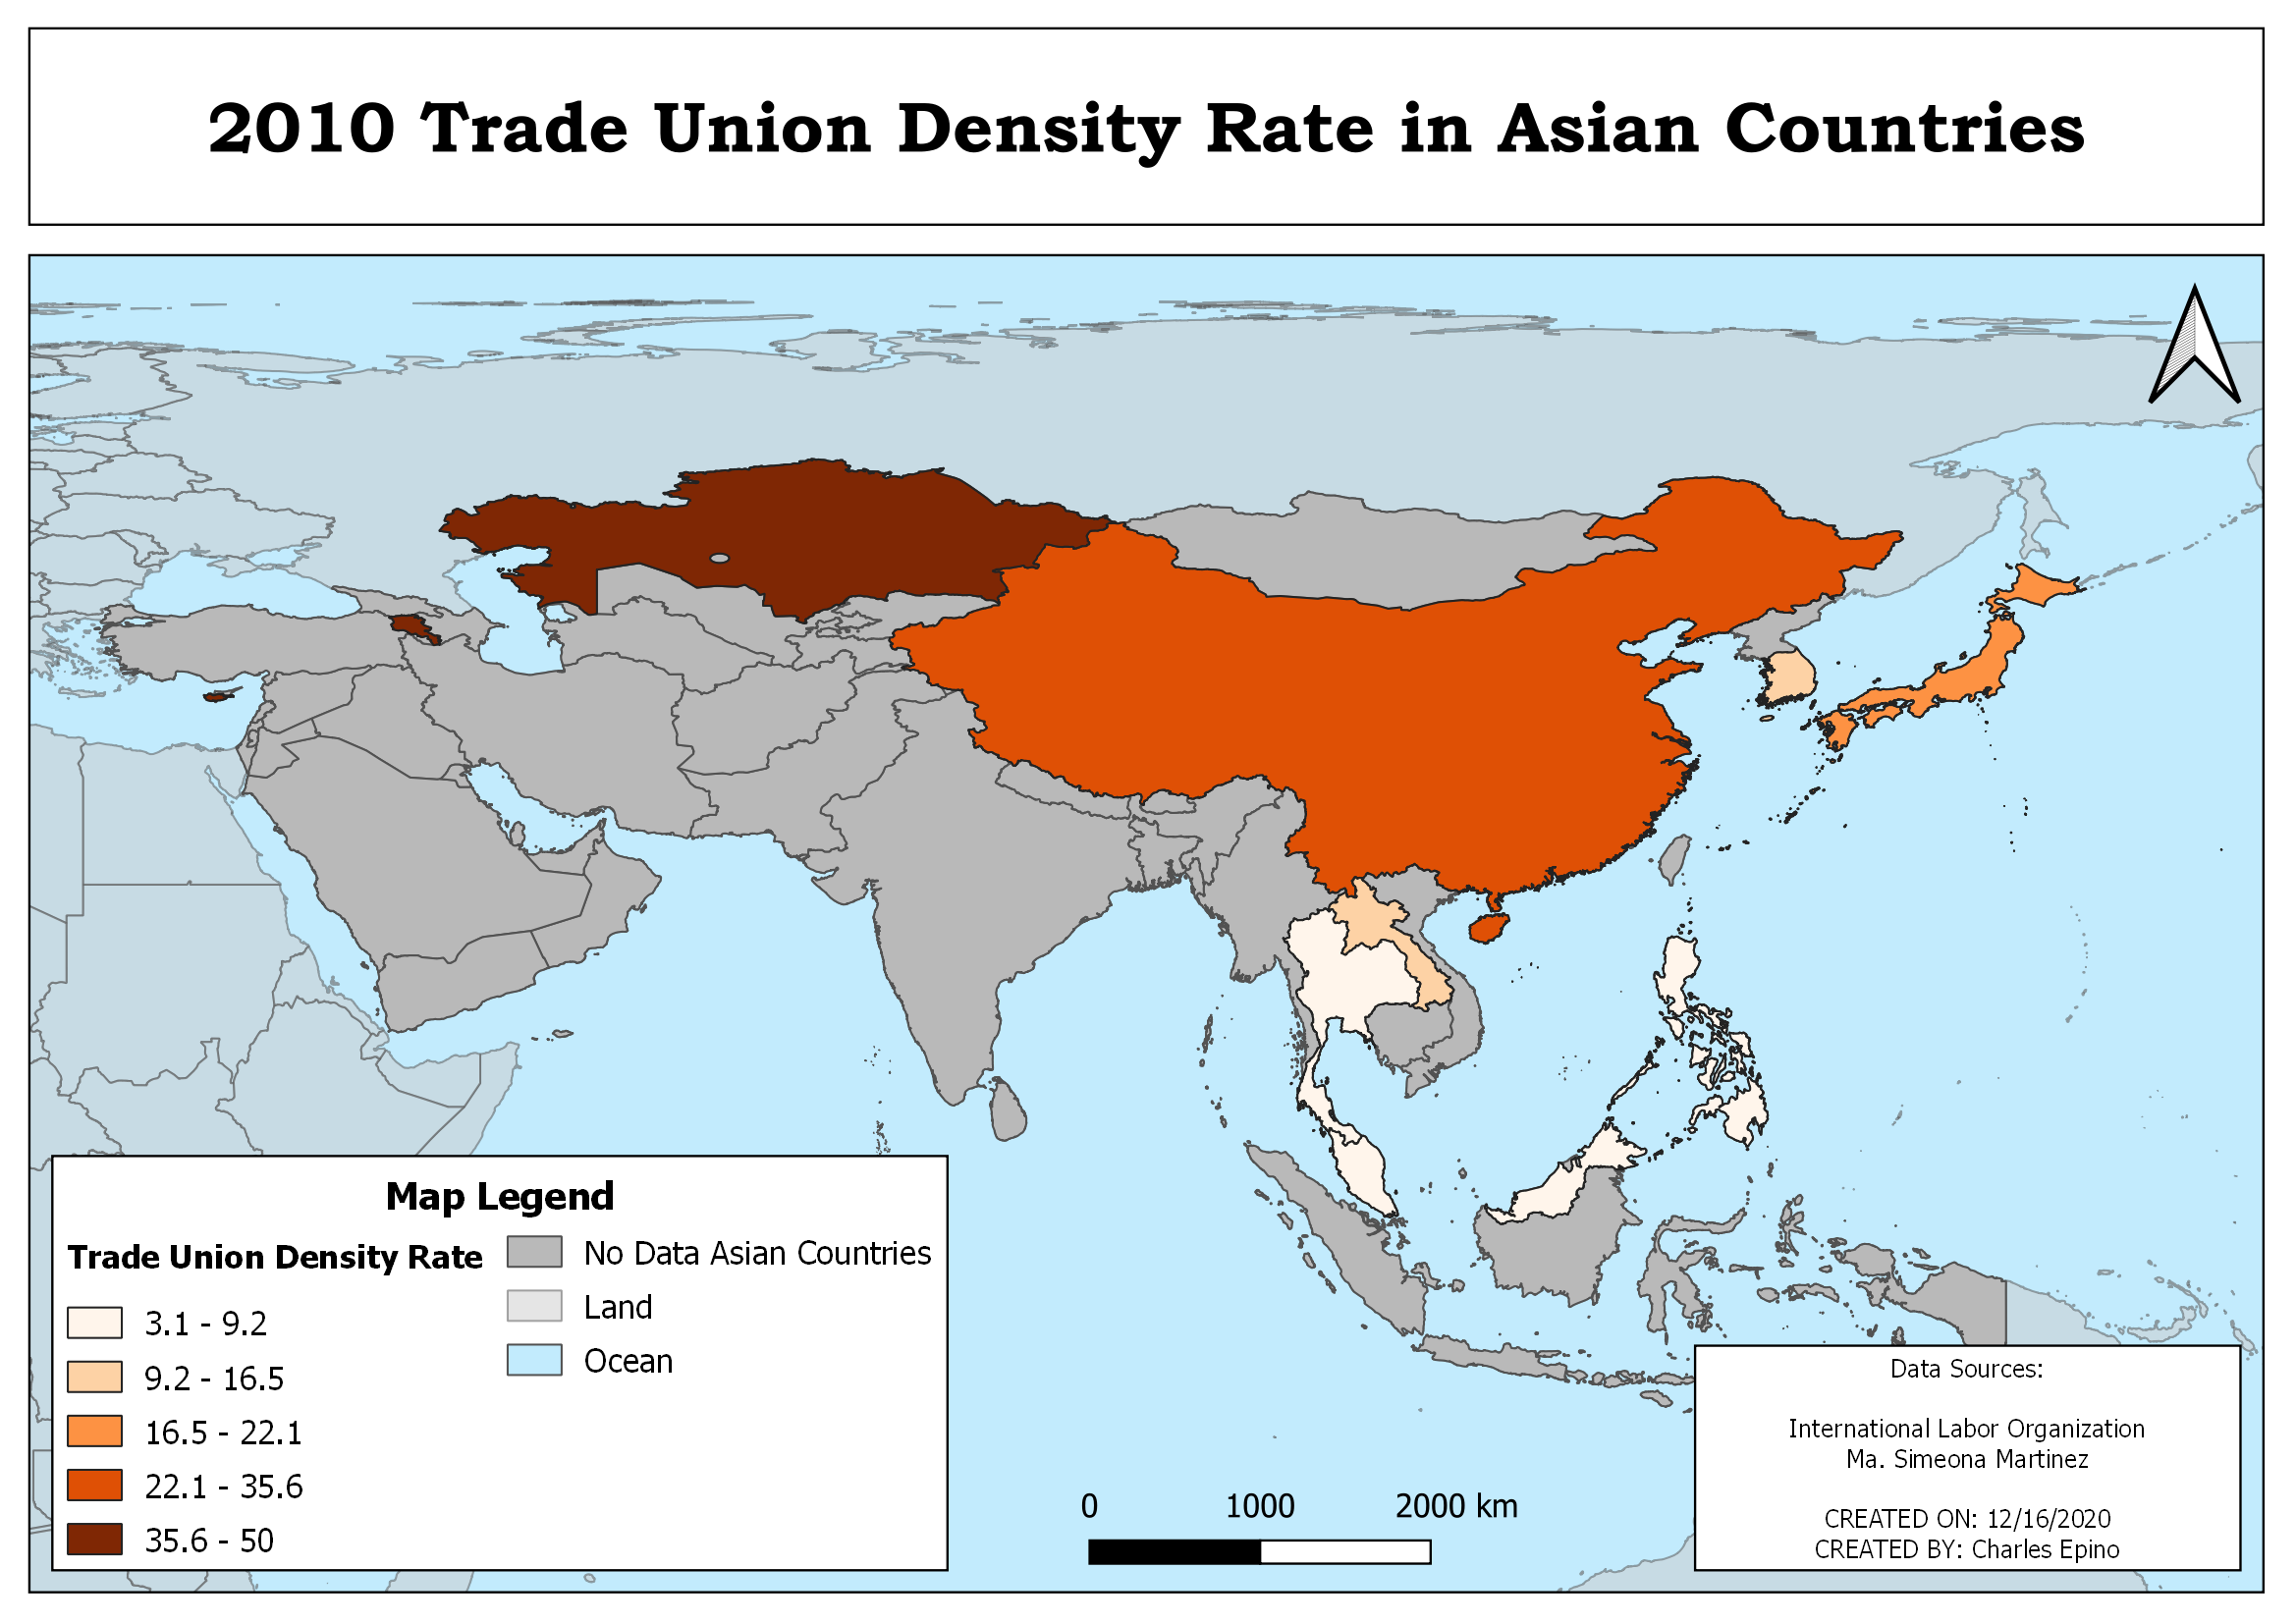 2010 Trade Union Density Rate in Asian Countries
Map Legend
Trade Union Density Rate
3.1 - 9.2
9.2 - 16.5
16.5 - 22.1
22.1 - 35.6
35.6 - 50
No Data Asian Countries
Land
Ocean
0 1000 2000 km
Data Sources:
International Labor Organization
Ma. Simeona Martinez
CREATED ON: 12/16/2020
CREATED BY: Charles Epino